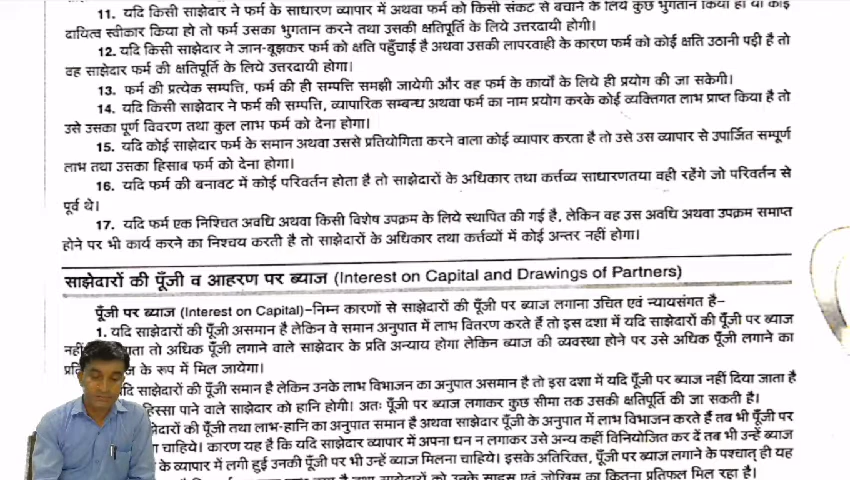 11. यदि किसी साझेदार ने फर्म के साधारण व्यापार में अथवा फर्म को किसी संकट से बचाने के लिये कुछ भुगतान किया हो या कोई
दायित्व स्वीकार किया हो तो फर्म उसका भुगतान करने तथा उसकी क्षतिपूर्ति के लिये उत्तरदायी होगी।
12. यदि किसी साझेदार ने जान-बूझकर फर्म को क्षति पहुँचाई है अथवा उसकी लापरवाही के कारण फर्म को कोई क्षति उठानी पड़ी है तो
वह साझेदार फर्म की क्षतिपूर्ति के लिये उत्तरदायी होगा।
13. फर्म की प्रत्येक सम्पत्ति, फर्म की ही सम्पत्ति समझी जायेगी और वह फर्म के कार्यों के लिये ही प्रयोग की जा सकेगी।
14. यदि किसी साझेदार ने फर्म की सम्पत्ति, व्यापारिक सम्बन्ध अथवा फर्म का नाम प्रयोग करके कोई व्यक्तिगत लाभ प्राप्त किया है तो
उसे उसका पूर्ण विवरण तथा कुल लाभ फर्म को देना होगा।
15. यदि कोई साझेदार फर्म के समान अथवा उससे प्रतियोगिता करने वाला कोई व्यापार करता है तो उसे उस व्यापार से उपार्जित सम्पूर्ण
लाभ तथा उसका हिसाब फर्म को देना होगा।
16. यदि फर्म की बनावट में कोई परिवर्तन होता है तो साझेदारों के अधिकार तथा कर्त्तव्य साधारणतया वही रहेंगे जो परिवर्तन से
पूर्व थे।
17. यदि फर्म एक निश्चित अवधि अथवा किसी विशेष उपक्रम के लिये स्थापित की गई है, लेकिन वह उस अवधि अथवा उपक्रम समाप्त
होने पर भी कार्य करने का निश्चय करती है तो साझेदारों के अधिकार तथा कर्त्तव्यों में कोई अन्तर नहीं होगा।
साझेदारों की पूँजी व आहरण पर ब्याज (Interest on Capital and Drawings of Partners)
पूँजी पर ब्याज (Interest on Capital)–निम्न कारणों से साझेदारों की पूँजी पर ब्याज लगाना उचित एवं न्यायसंगत है–
1. यदि साझेदारों की पूँजी असमान है लेकिन वे समान अनुपात में लाभ वितरण करते हैं तो इस दशा में यदि साझेदारों की पूँजी पर ब्याज
तो अधिक पूँजी लगाने वाले साझेदार के प्रति अन्याय होगा लेकिन ब्याज की व्यवस्था होने पर उसे अधिक पूँजी लगाने का
के रूप में मिल जायेगा।
साझेदारों की पूँजी समान है लेकिन उनके लाभ विभाजन का अनुपात असमान है तो इस दशा में यदि पूँजी पर ब्याज नहीं दिया जाता है
हिस्सा पाने वाले साझेदार को हानि होगी। अतः पूँजी पर ब्याज लगाकर कुछ सीमा तक उसकी क्षतिपूर्ति की जा सकती है।
की पूँजी तथा लाभ-हानि का अनुपात समान है अथवा साझेदार पूँजी के अनुपात में लाभ विभाजन करते हैं तब भी पूँजी पर
चाहिये। कारण यह है कि यदि साझेदार व्यापार में अपना धन न लगाकर उसे अन्य कहीं विनियोजित कर दें तब भी उन्हें ब्याज
के व्यापार में लगी हुई उनकी पूँजी पर भी उन्हें ब्याज मिलना चाहिये। इसके अतिरिक्त, पूँजी पर ब्याज लगाने के पश्चात् ही यह
तथा साझेदारों को उनके साहस एवं जोखिम का कितना प्रतिफल मिल रहा है।